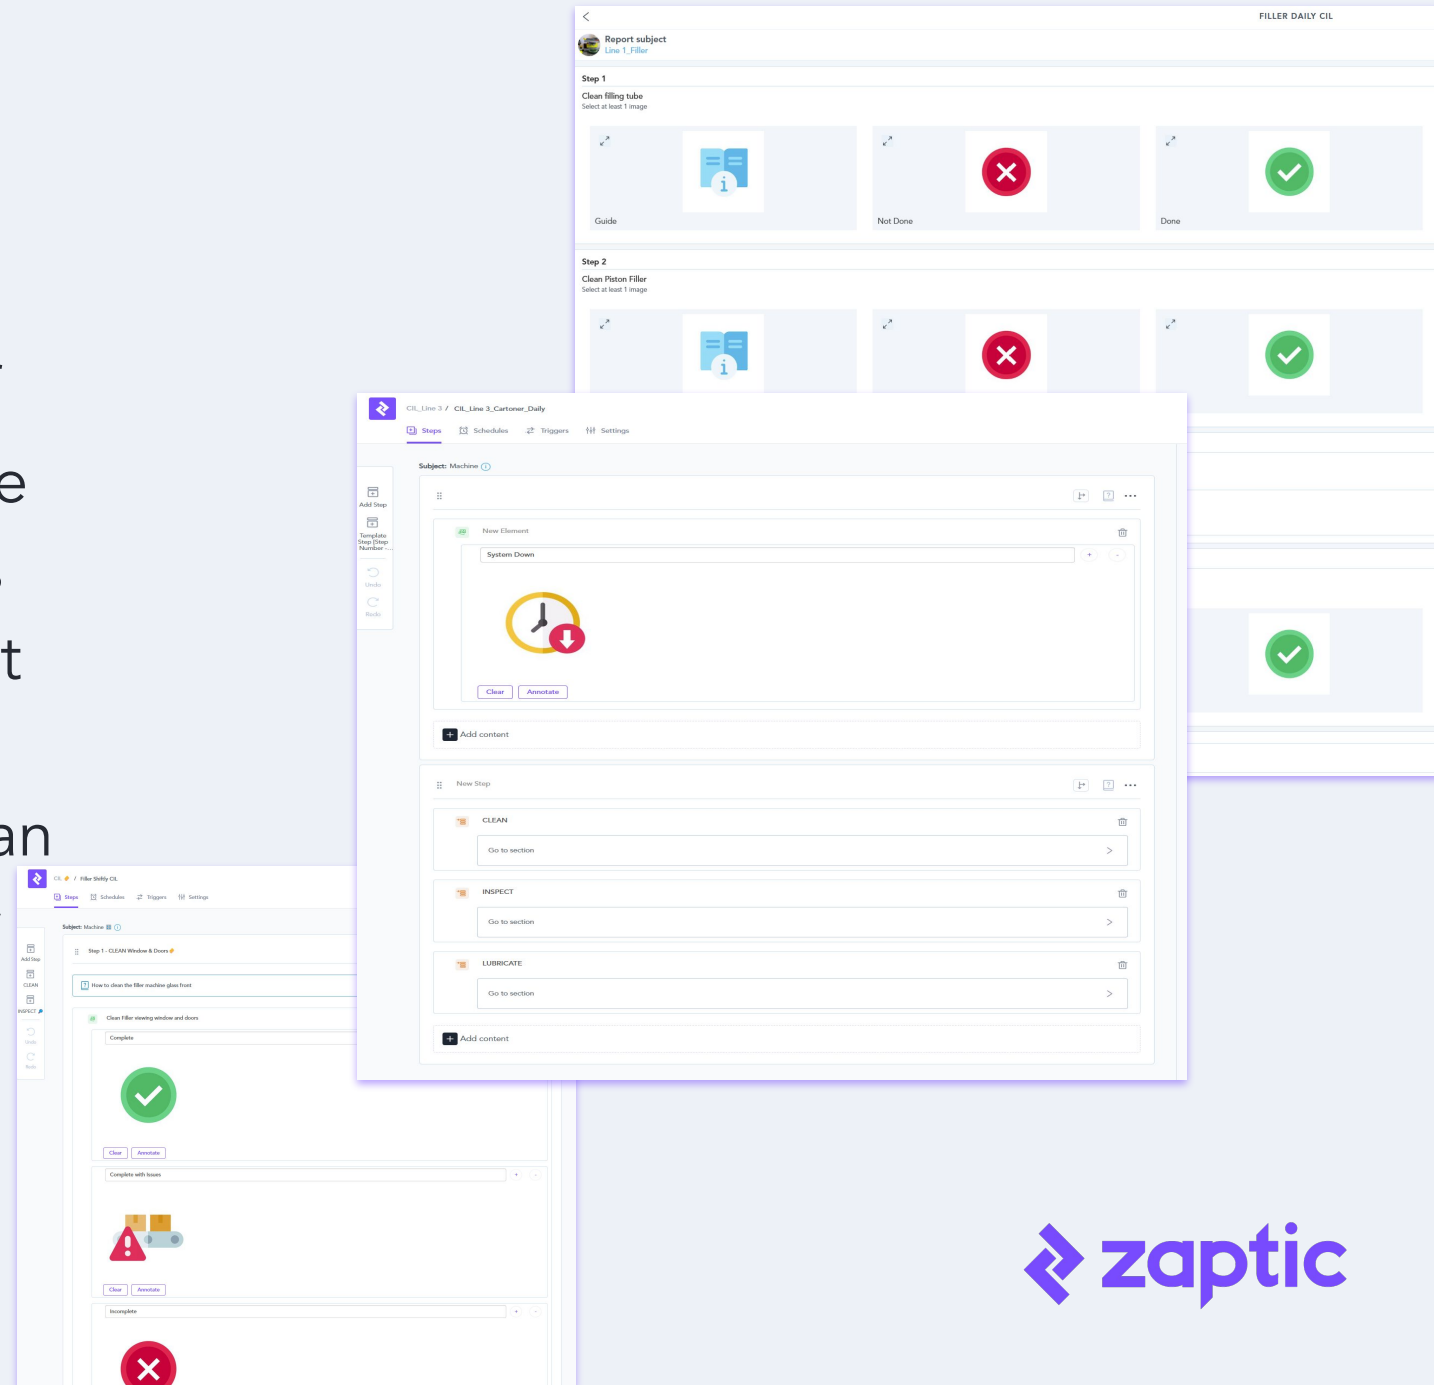 FILLER DAILY CIL
Report subject
Line 1_Filler
Step 1
Clean filling tube
Select at least 1 image
Guide
Not Done
Done
Step 2
Clean Piston Filler
Select at least 1 image
e
t
an
CIL_Line 3 / CIL_Line 3_Cartoner_Daily
Steps Schedules Triggers Settings
Subject: Machine
Add Step
Template Step [Step Number -...
Undo
Redo
New Element
System Down
Clear Annotate
Add content
New Step
CLEAN
Go to section
INSPECT
Go to section
LUBRICATE
Go to section
Add content
CIL / Filler Shiftly CIL
Steps Schedules Triggers Settings
Subject: Machine
Add Step
CLEAN
INSPECT
Undo
Redo
Step 1 - CLEAN Window & Doors
How to clean the filler machine glass front
Clean Filler viewing window and doors
Complete
Clear Annotate
Complete with Issues
Clear Annotate
Incomplete
zaptic